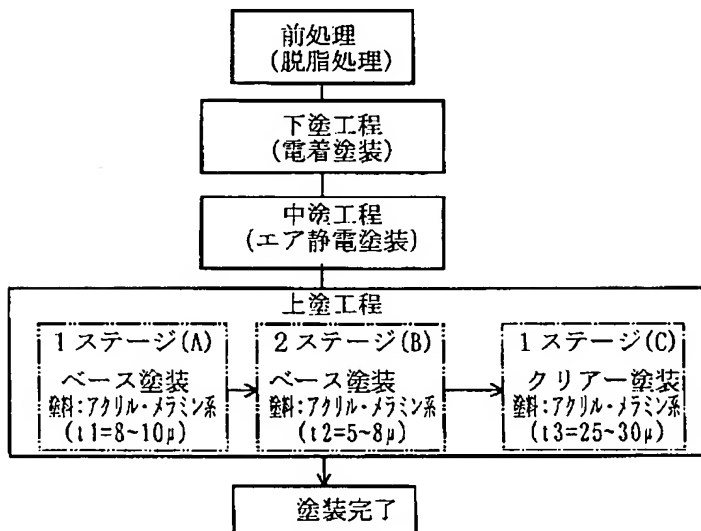 前処理
(脱脂処理)
下塗工程
(電着塗装)
中塗工程
(エア静電塗装)
上塗工程
1ステージ(A)
ベース塗装
塗料:アクリル・メラミン系
(t1=8~10μ)
2ステージ(B)
ベース塗装
塗料:アクリル・メラミン系
(t2=5~8μ)
1ステージ(C)
クリアー塗装
塗料:アクリル・メラミン系
(t3=25~30μ)
塗装完了